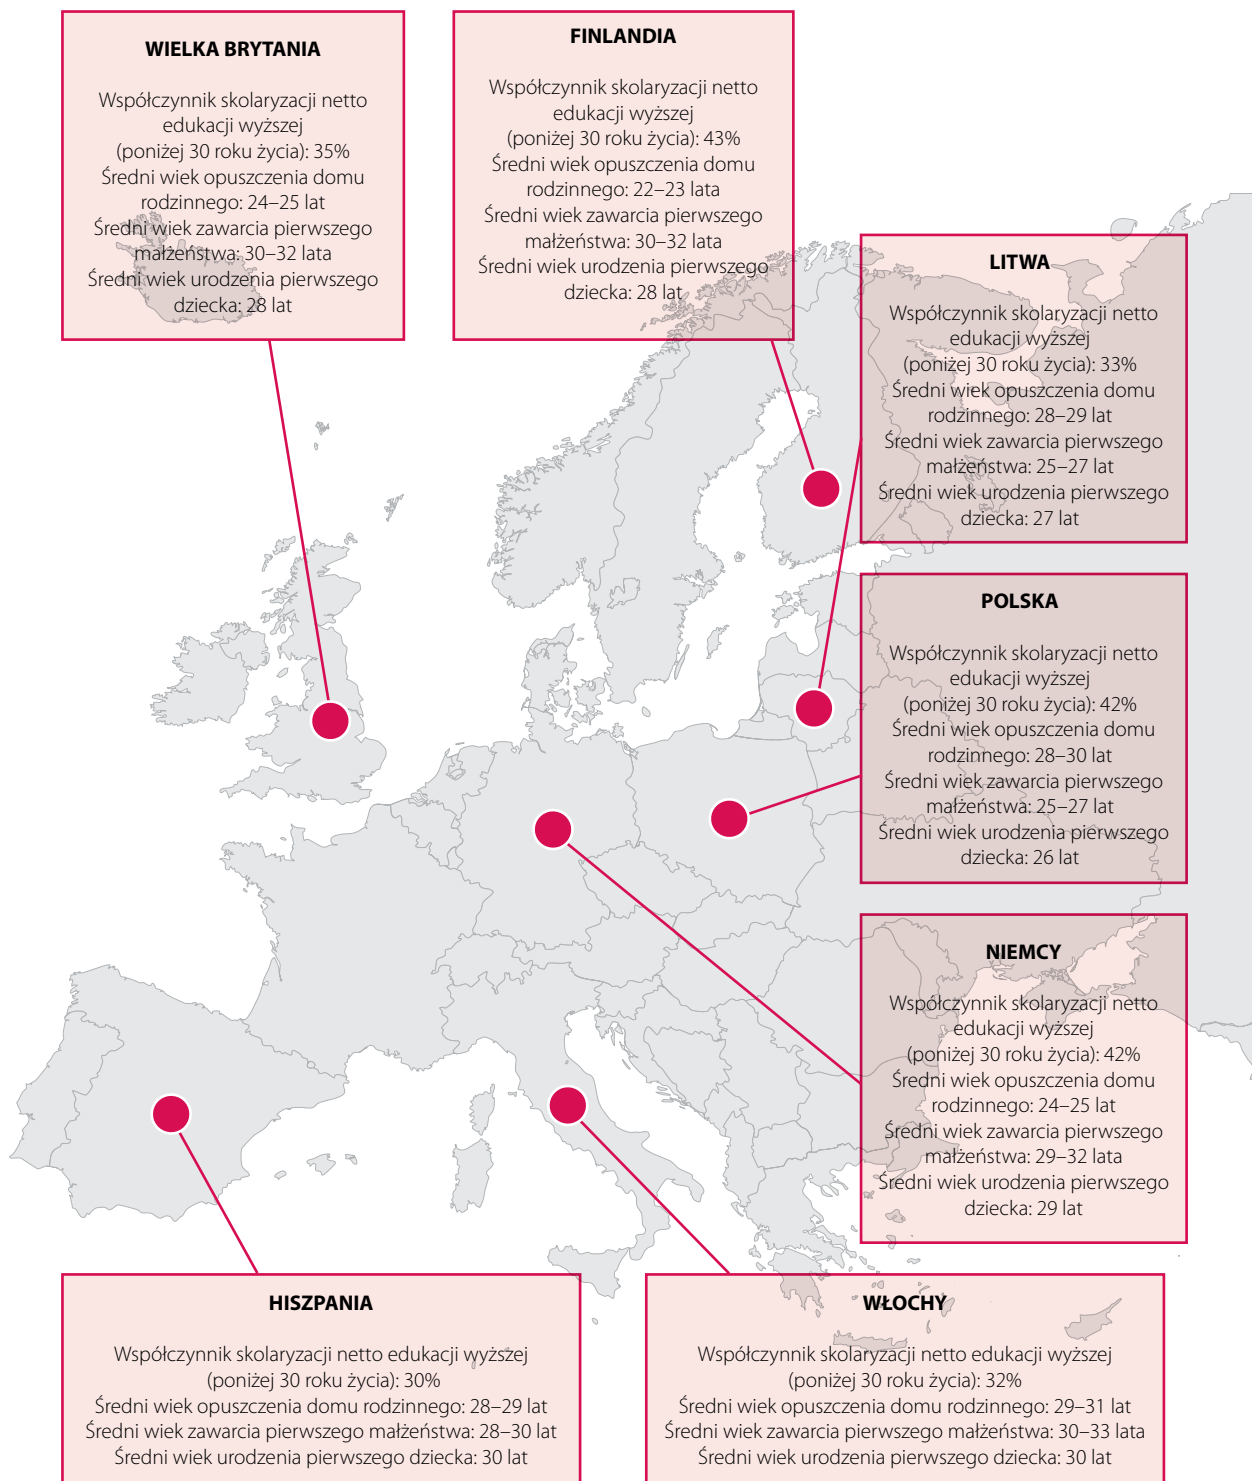 WIELKA BRYTANIA
Współczynnik skolaryzacji netto
edukacji wyższej
(poniżej 30 roku życia): 35%
Średni wiek opuszczenia domu
rodzinnego: 24–25 lat
Średni wiek zawarcia pierwszego
małżeństwa: 30–32 lata
Średni wiek urodzenia pierwszego
dziecka: 28 lat
FINLANDIA
Współczynnik skolaryzacji netto
edukacji wyższej
(poniżej 30 roku życia): 43%
Średni wiek opuszczenia domu
rodzinnego: 22–23 lata
Średni wiek zawarcia pierwszego
małżeństwa: 30–32 lata
Średni wiek urodzenia pierwszego
dziecka: 28 lat
LITWA
Współczynnik skolaryzacji netto
edukacji wyższej
(poniżej 30 roku życia): 33%
Średni wiek opuszczenia domu
rodzinnego: 28–29 lat
Średni wiek zawarcia pierwszego
małżeństwa: 25–27 lat
Średni wiek urodzenia pierwszego
dziecka: 27 lat
POLSKA
Współczynnik skolaryzacji netto
edukacji wyższej
(poniżej 30 roku życia): 42%
Średni wiek opuszczenia domu
rodzinnego: 28–30 lat
Średni wiek zawarcia pierwszego
małżeństwa: 25–27 lat
Średni wiek urodzenia pierwszego
dziecka: 26 lat
NIEMCY
Współczynnik skolaryzacji netto
edukacji wyższej
(poniżej 30 roku życia): 42%
Średni wiek opuszczenia domu
rodzinnego: 24–25 lat
Średni wiek zawarcia pierwszego
małżeństwa: 29–32 lata
Średni wiek urodzenia pierwszego
dziecka: 29 lat
HISZPANIA
Współczynnik skolaryzacji netto edukacji wyższej
(poniżej 30 roku życia): 30%
Średni wiek opuszczenia domu rodzinnego: 28–29 lat
Średni wiek zawarcia pierwszego małżeństwa: 28–30 lat
Średni wiek urodzenia pierwszego dziecka: 30 lat
WŁOCHY
Współczynnik skolaryzacji netto edukacji wyższej
(poniżej 30 roku życia): 32%
Średni wiek opuszczenia domu rodzinnego: 29–31 lat
Średni wiek zawarcia pierwszego małżeństwa: 30–33 lata
Średni wiek urodzenia pierwszego dziecka: 30 lat